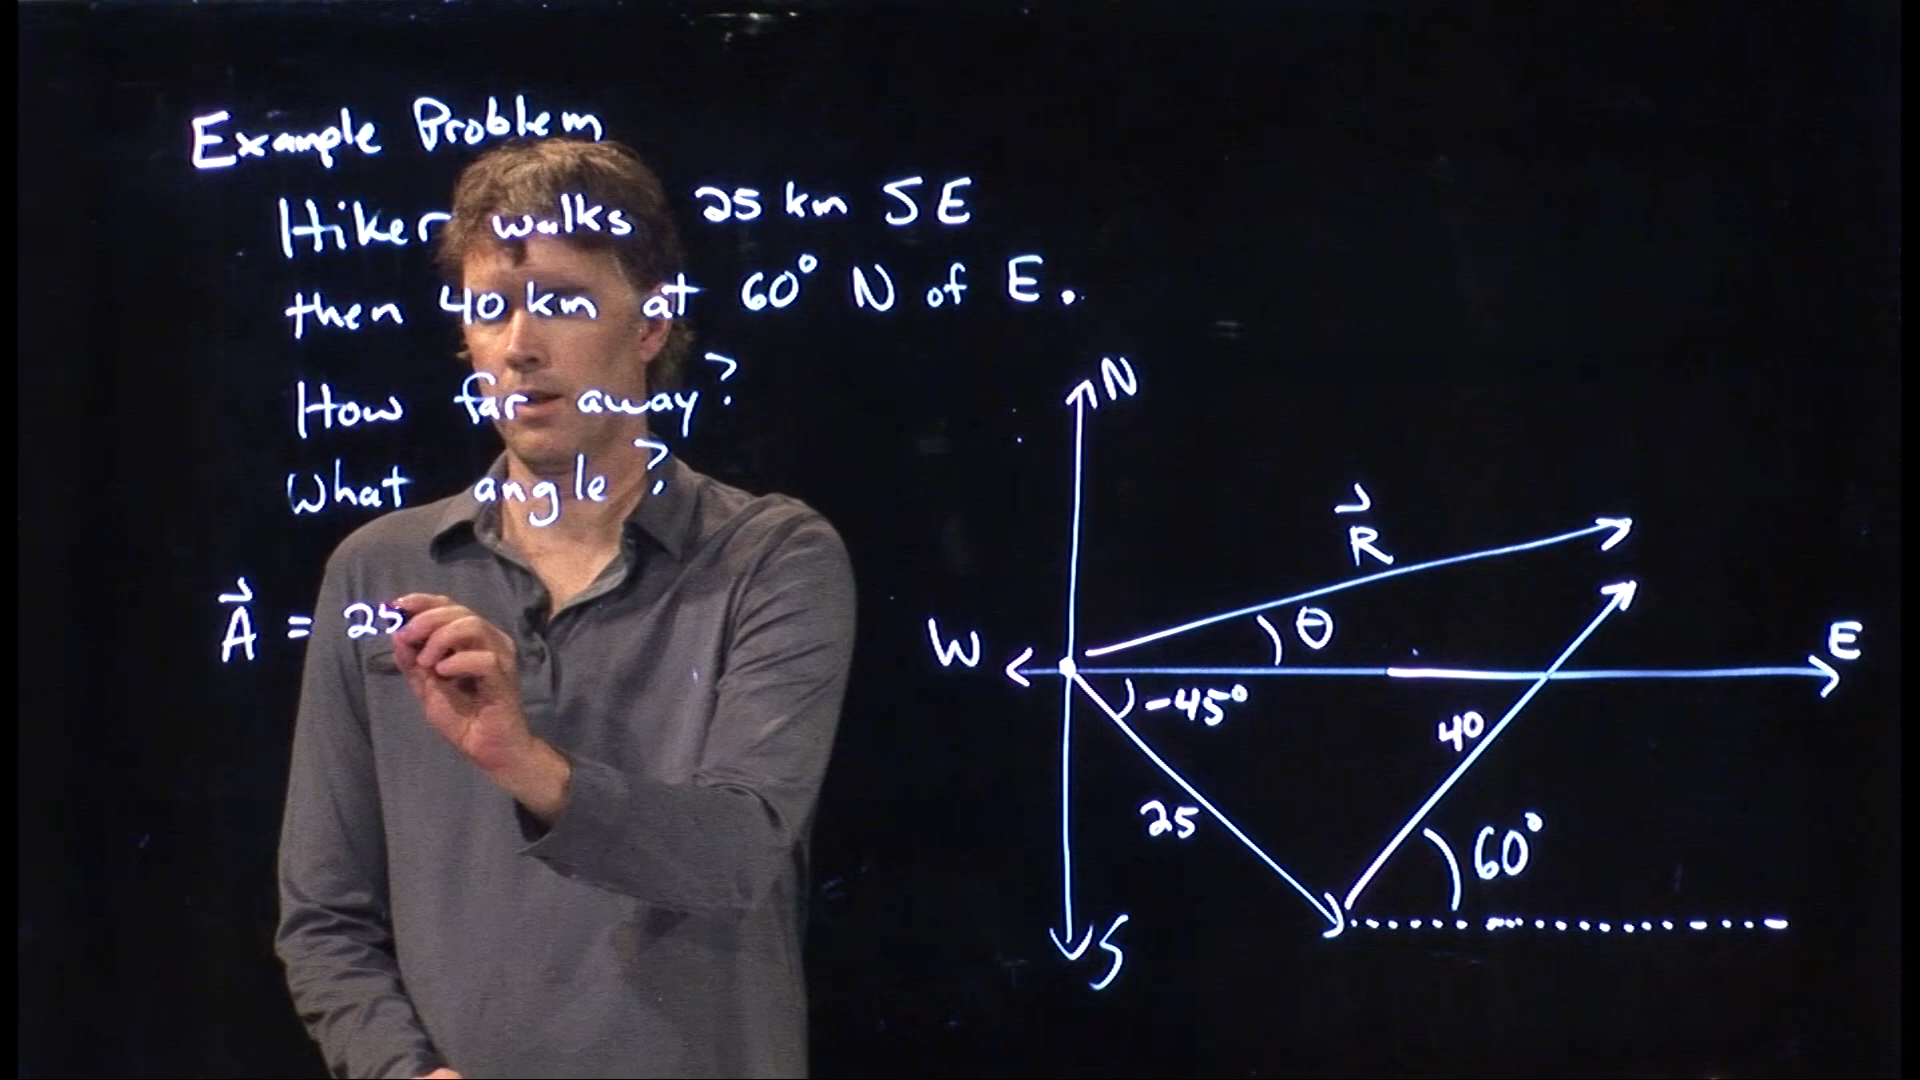 Example Problem
Hiker walks 25 km SE
then 40 km at 60° N of E.
How far away?
What angle?
A = 25
N
R
θ
W
E
-45°
40
25
60°
S